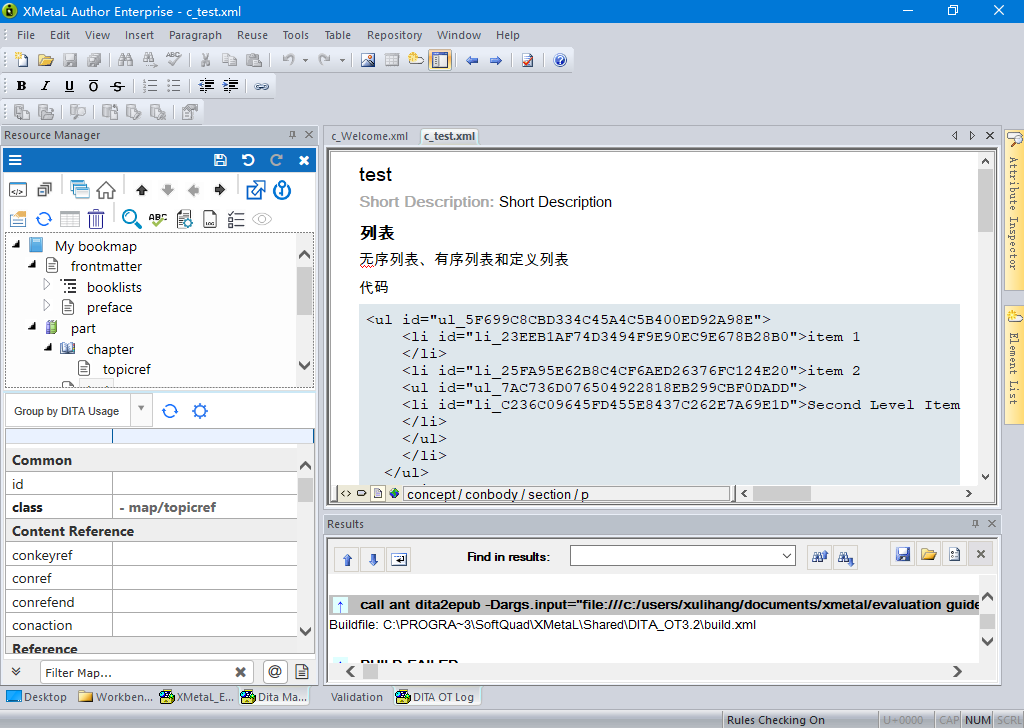 XMetaL Author Enterprise - c_test.xml
File Edit View Insert Paragraph Reuse Tools Table Repository Window Help
B I U O S
Resource Manager
My bookmap
frontmatter
booklists
preface
part
chapter
topicref
Group by DITA Usage
Common
id
class - map/topicref
Content Reference
conkeyref
conref
conrefend
conaction
Reference
Filter Map...
Desktop Workben... XMetaL_E... Dita Ma...
c_Welcome.xml c_test.xml
test
Short Description: Short Description
列表
无序列表、有序列表和定义列表
代码
<ul id="ul_5F699C8CBD334C45A4C5B400ED92A98E">
<li id="li_23EEB1AF74D3494F9E90EC9E678B28B0">item 1
</li>
<li id="li_25FA95E62B8C4CF6AED26376FC124E20">item 2
<ul id="ul_7AC736D076504922818EB299CBF0DADD">
<li id="li_C236C09645FD455E8437C262E7A69E1D">Second Level Item
</li>
</ul>
</li>
</ul>
concept / conbody / section / p
Attribute Inspector
Element List
Results
Find in results:
call ant dita2epub -Dargs.input="file:///c:/users/xulihang/documents/xmetal/evaluation guide
Buildfile: C:\PROGRA~3\SoftQuad\XMetaL\Shared\DITA_OT3.2\build.xml
BUILD FAILED
Validation DITA OT Log
Rules Checking On U+0000 CAP NUM SCRL